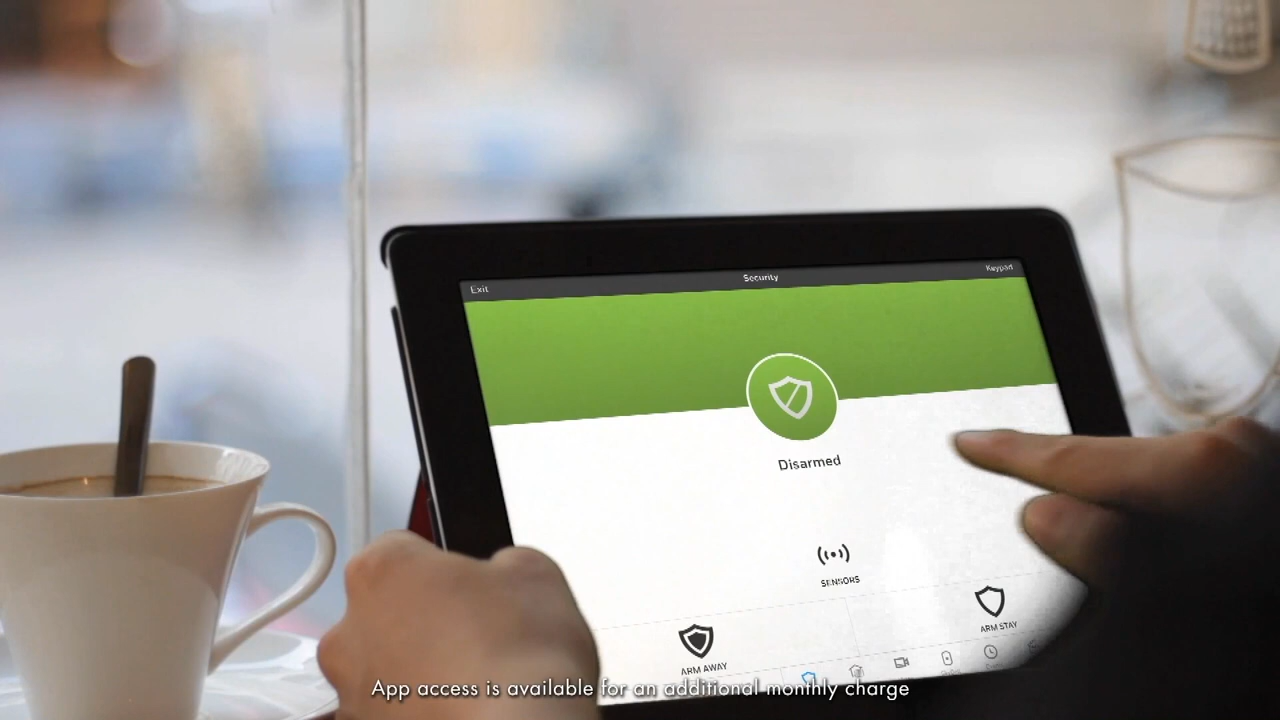 Exit
Security
Keypad
Disarmed
SENSORS
ARM AWAY
ARM STAY
App access is available for an additional monthly charge